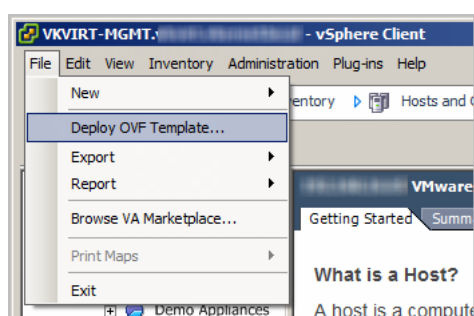 VKVIRT-MGMT. - vSphere Client
File Edit View Inventory Administration Plug-ins Help
New
entory Hosts and
Deploy OVF Template...
Export
Report
VMware
Browse VA Marketplace...
Getting Started Summ
Print Maps
What is a Host?
Exit
Demo Appliances
A host is a compute